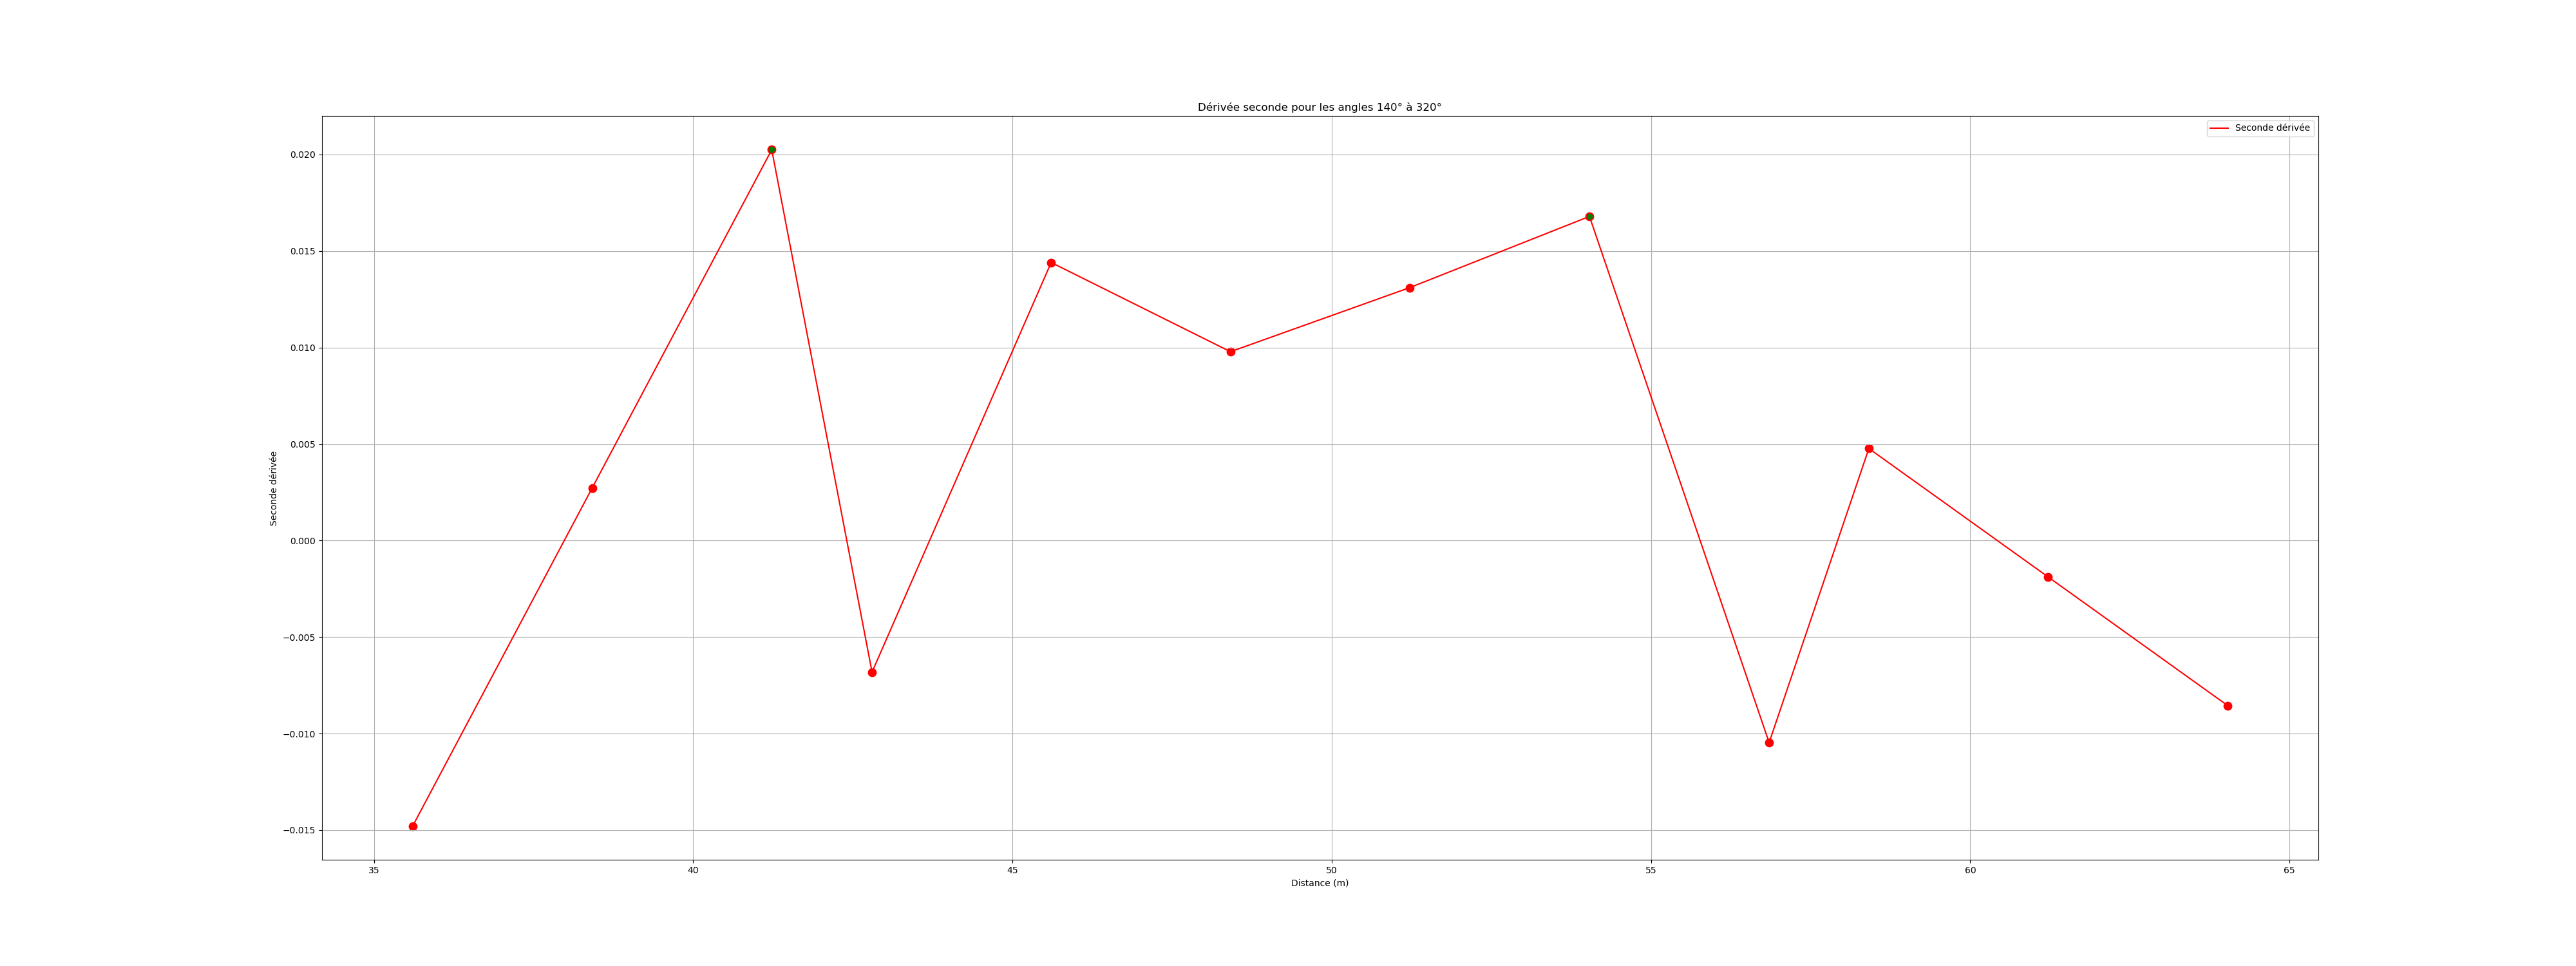 Dérivée seconde pour les angles 140° à 320°
Seconde dérivée
0.020
0.015
0.010
0.005
0.000
−0.005
−0.010
−0.015
Seconde dérivée
35 40 45 50 55 60 65
Distance (m)